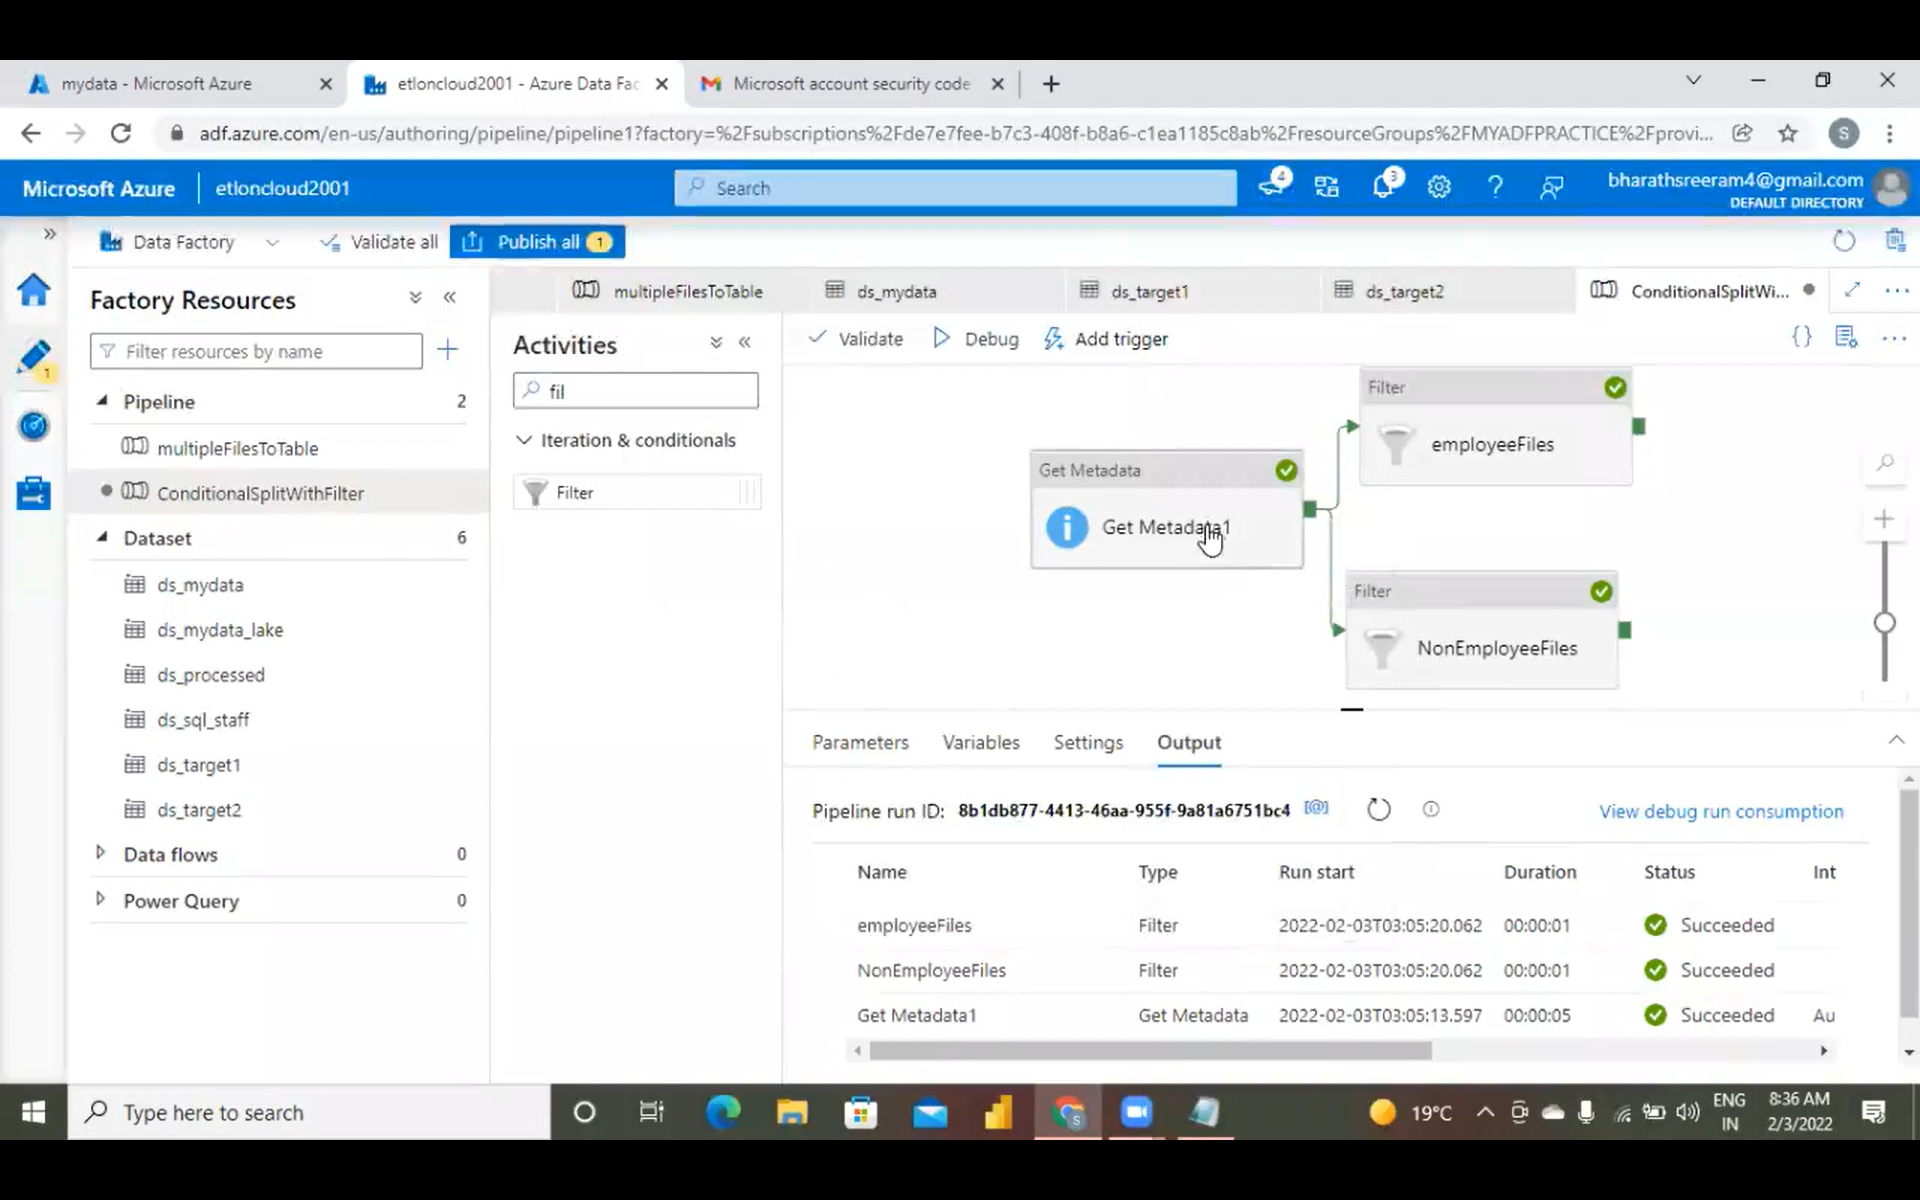 mydata - Microsoft Azure
etloncloud2001 - Azure Data Fac
Microsoft account security code
adf.azure.com/en-us/authoring/pipeline/pipeline1?factory=%2Fsubscriptions%2Fde7e7fee-b7c3-408f-b8a6-c1ea1185c8ab%2FresourceGroups%2FMYADFPRACTICE%2Fprovi...
S
Microsoft Azure
etloncloud2001
Search
4
3
bharathsreeram4@gmail.com
DEFAULT DIRECTORY
Data Factory
Validate all
Publish all 1
Factory Resources
Filter resources by name
1
Pipeline 2
multipleFilesToTable
ConditionalSplitWithFilter
Dataset 6
ds_mydata
ds_mydata_lake
ds_processed
ds_sql_staff
ds_target1
ds_target2
Data flows 0
Power Query 0
multipleFilesToTable
ds_mydata
ds_target1
ds_target2
ConditionalSplitWi...
Activities
fil
Iteration & conditionals
Filter
Validate
Debug
Add trigger
Get Metadata
Get Metadata1
Filter
employeeFiles
Filter
NonEmployeeFiles
Parameters Variables Settings Output
Pipeline run ID: 8b1db877-4413-46aa-955f-9a81a6751bc4
View debug run consumption
Name Type Run start Duration Status Int
employeeFiles Filter 2022-02-03T03:05:20.062 00:00:01 Succeeded
NonEmployeeFiles Filter 2022-02-03T03:05:20.062 00:00:01 Succeeded
Get Metadata1 Get Metadata 2022-02-03T03:05:13.597 00:00:05 Succeeded Au
Type here to search
19°C
ENG
IN
8:36 AM
2/3/2022